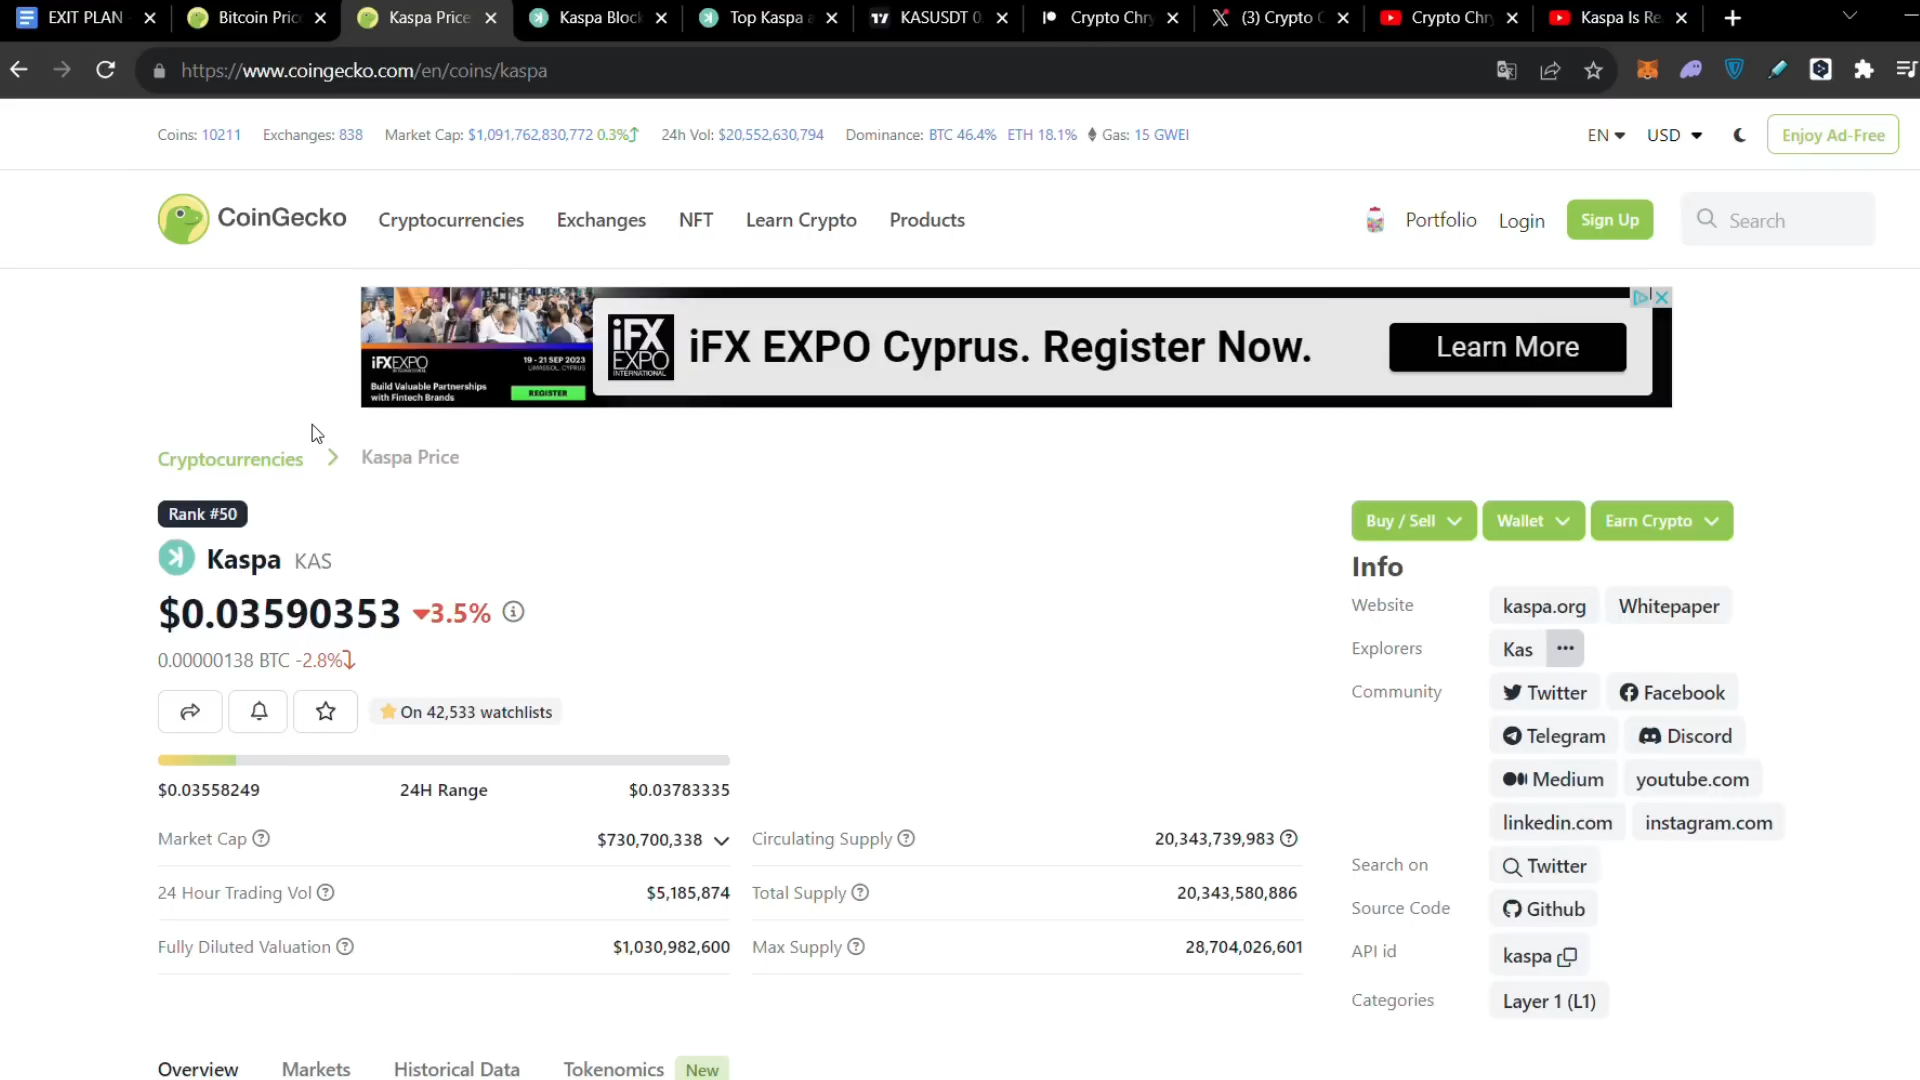 EXIT PLAN
Bitcoin Pric
Kaspa Price
Kaspa Block
Top Kaspa a
KASUSDT 0.
Crypto Chry
(3) Crypto C
Crypto Chry
Kaspa Is Re
https://www.coingecko.com/en/coins/kaspa
Coins: 10211 Exchanges: 838 Market Cap: $1,091,762,830,772 0.3% 24h Vol: $20,552,630,794 Dominance: BTC 46.4% ETH 18.1% Gas: 15 GWEI
EN USD Enjoy Ad-Free
CoinGecko Cryptocurrencies Exchanges NFT Learn Crypto Products
Portfolio Login Sign Up Search
iFXEXPO
INTERNATIONAL
19 - 21 SEP 2023
LIMASSOL, CYPRUS
Build Valuable Partnerships
with Fintech Brands
REGISTER
iFX
EXPO
INTERNATIONAL
iFX EXPO Cyprus. Register Now.
Learn More
Cryptocurrencies Kaspa Price
Rank #50
Kaspa KAS
$0.03590353 3.5%
0.00000138 BTC -2.8%
On 42,533 watchlists
$0.03558249 24H Range $0.03783335
Market Cap $730,700,338 Circulating Supply 20,343,739,983
24 Hour Trading Vol $5,185,874 Total Supply 20,343,580,886
Fully Diluted Valuation $1,030,982,600 Max Supply 28,704,026,601
Buy / Sell Wallet Earn Crypto
Info
Website kaspa.org Whitepaper
Explorers Kas ...
Community Twitter Facebook
Telegram Discord
Medium youtube.com
linkedin.com instagram.com
Search on Twitter
Source Code Github
API id kaspa
Categories Layer 1 (L1)
Overview Markets Historical Data Tokenomics New